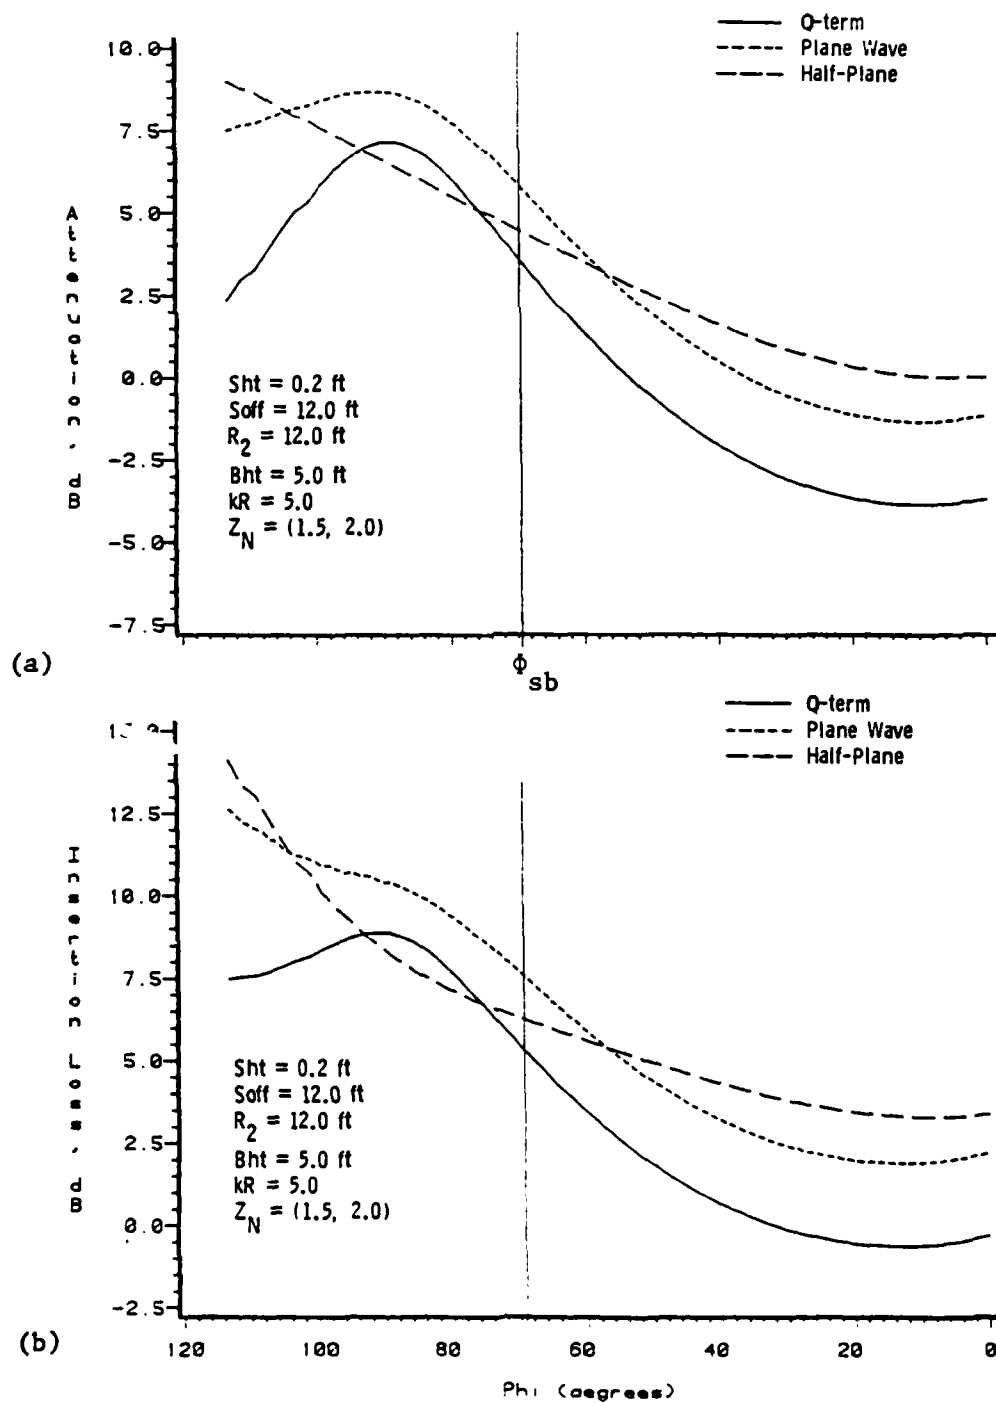 Q-term
Plane Wave
Half-Plane
10.0
7.5
5.0
2.5
0.0
-2.5
-5.0
-7.5
Attenuation, dB
Sht = 0.2 ft
Soff = 12.0 ft
R2 = 12.0 ft
Bht = 5.0 ft
kR = 5.0
ZN = (1.5, 2.0)
(a)
Φsb
Q-term
Plane Wave
Half-Plane
12.5
10.0
7.5
5.0
2.5
0.0
-2.5
Insertion Loss, dB
Sht = 0.2 ft
Soff = 12.0 ft
R2 = 12.0 ft
Bht = 5.0 ft
kR = 5.0
ZN = (1.5, 2.0)
(b)
120 100 80 60 40 20 0
Phi (degrees)